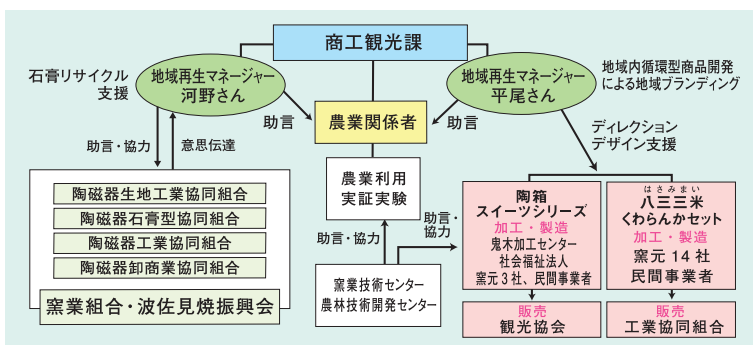 商工観光課
石膏リサイクル
支援
地域再生マネージャー
河野さん
地域再生マネージャー
平尾さん
地域内循環型商品開発
による地域ブランディング
助言
農業関係者
助言
ディレクション
デザイン支援
助言・協力
意思伝達
陶磁器生地工業協同組合
陶磁器石膏型協同組合
陶磁器工業協同組合
陶磁器卸商業協同組合
窯業組合・波佐見焼振興会
農業利用
実証実験
助言・協力
助言・
協力
窯業技術センター
農林技術開発センター
陶箱
スイーツシリーズ
加工・製造
鬼木加工センター
社会福祉法人
窯元3社、民間事業者
販売
観光協会
はさみまい
八三三米
くわらんかセット
加工・製造
窯元14社
民間事業者
販売
工業協同組合